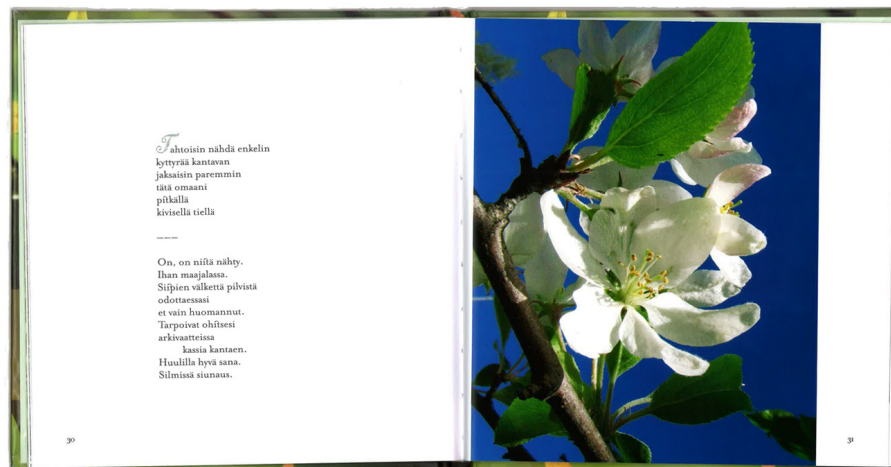 Tahtoisin nähdä enkelin
kyttyrää kantavan
jaksaisin paremmin
tätä omaani
pitkällä
kivisellä tiellä
———
On, on niitä nähty.
Ihan maajalassa.
Siipien välkettä pilvistä
odottaessasi
et vain huomannut.
Tarpoivat ohitsesi
arkivaatteissa
kassia kantaen.
Huulilla hyvä sana.
Silmissä siunaus.
30
31